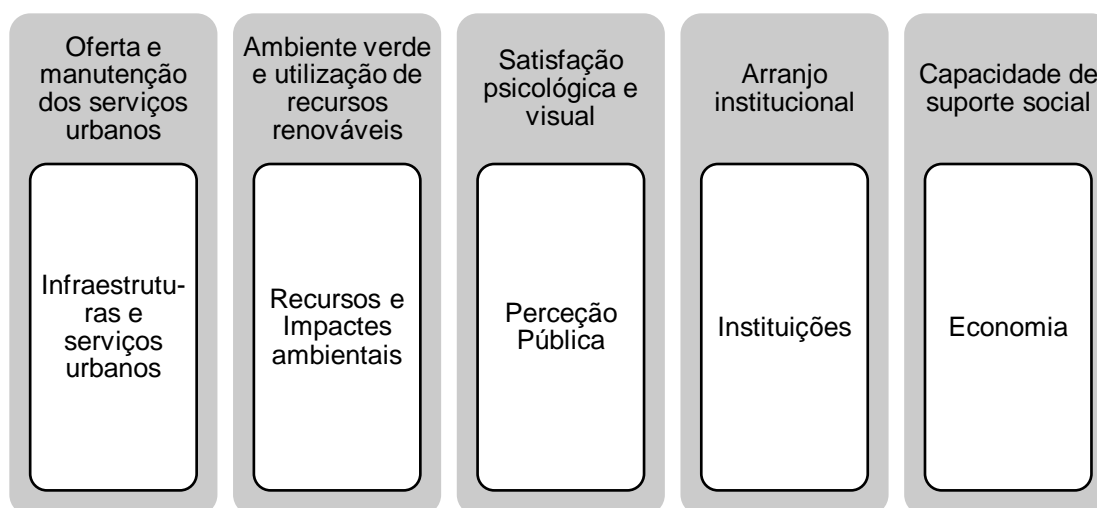 Oferta e
manutenção
dos serviços
urbanos
Infraestrutu-
ras e
serviços
urbanos
Ambiente verde
e utilização de
recursos
renováveis
Recursos e
Impactes
ambientais
Satisfação
psicológica e
visual
Perceção
Pública
Arranjo
institucional
Instituições
Capacidade de
suporte social
Economia